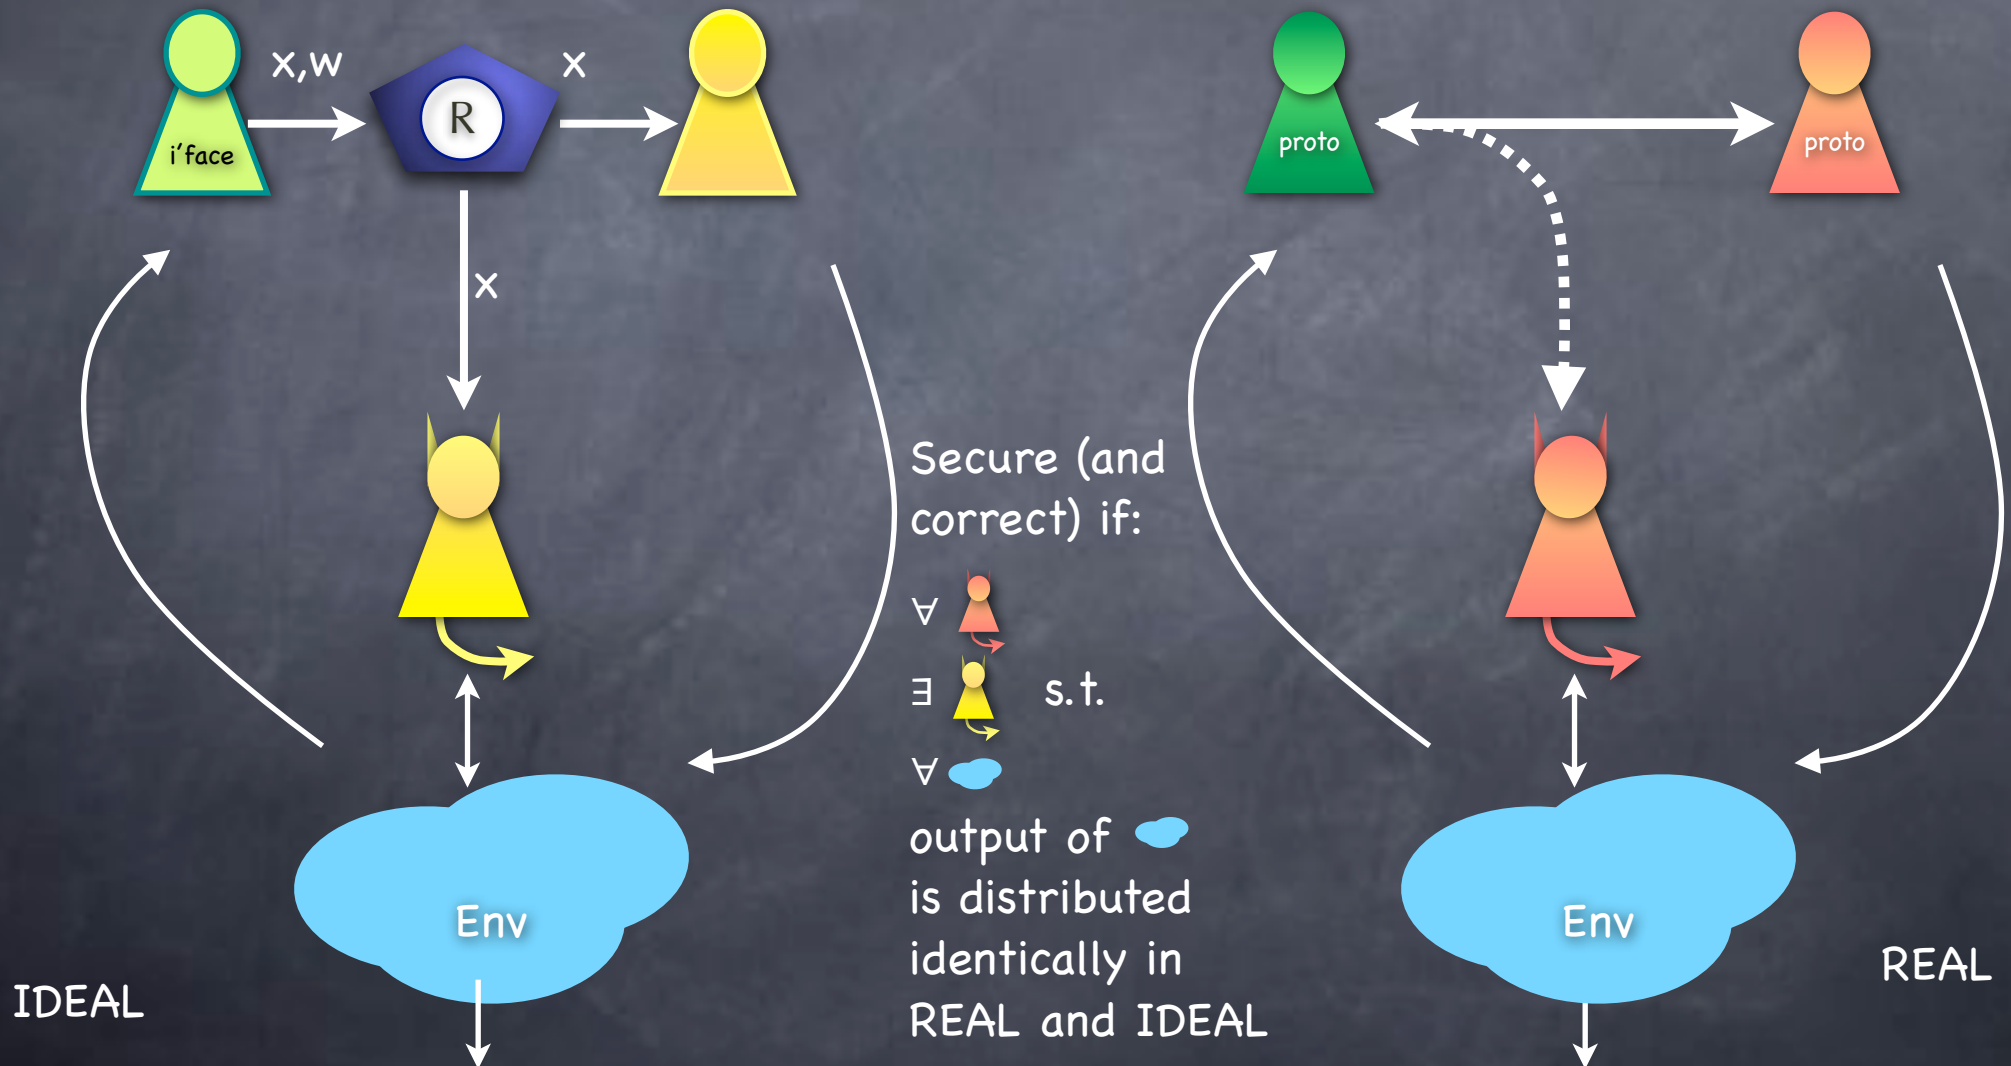 x,w
R
x
i'face
x
Env
IDEAL
Secure (and
correct) if:
∀
∃ s.t.
∀
output of
is distributed
identically in
REAL and IDEAL
proto
proto
Env
REAL